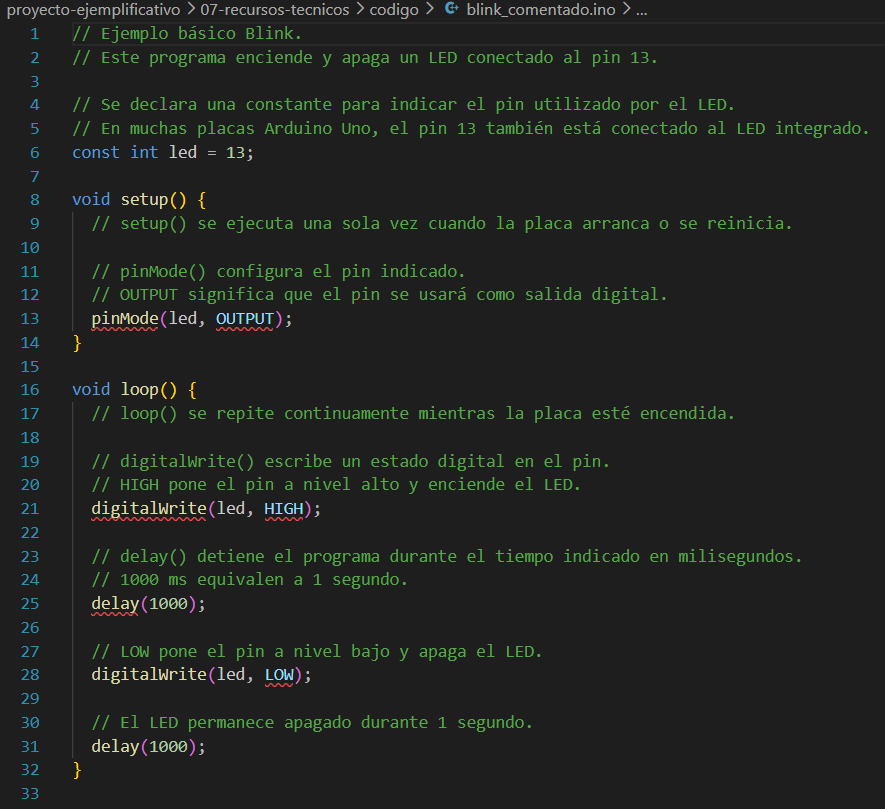 proyecto-ejemplificativo > 07-recursos-tecnicos > codigo > blink_comentado.ino > ...
1 // Ejemplo básico Blink.
2 // Este programa enciende y apaga un LED conectado al pin 13.
3
4 // Se declara una constante para indicar el pin utilizado por el LED.
5 // En muchas placas Arduino Uno, el pin 13 también está conectado al LED integrado.
6 const int led = 13;
7
8 void setup() {
9   // setup() se ejecuta una sola vez cuando la placa arranca o se reinicia.
10
11   // pinMode() configura el pin indicado.
12   // OUTPUT significa que el pin se usará como salida digital.
13   pinMode(led, OUTPUT);
14 }
15
16 void loop() {
17   // loop() se repite continuamente mientras la placa esté encendida.
18
19   // digitalWrite() escribe un estado digital en el pin.
20   // HIGH pone el pin a nivel alto y enciende el LED.
21   digitalWrite(led, HIGH);
22
23   // delay() detiene el programa durante el tiempo indicado en milisegundos.
24   // 1000 ms equivalen a 1 segundo.
25   delay(1000);
26
27   // LOW pone el pin a nivel bajo y apaga el LED.
28   digitalWrite(led, LOW);
29
30   // El LED permanece apagado durante 1 segundo.
31   delay(1000);
32 }
33